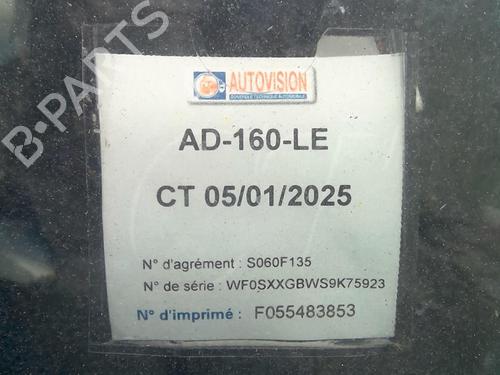 AUTOVISION
CONTRÔLE TECHNIQUE AUTOMOBILE
AD-160-LE
CT 05/01/2025
N° d'agrément : S060F135
N° de série : WF0SXXGBWS9K75923
N° d'imprimé : F055483853
B-PARTS